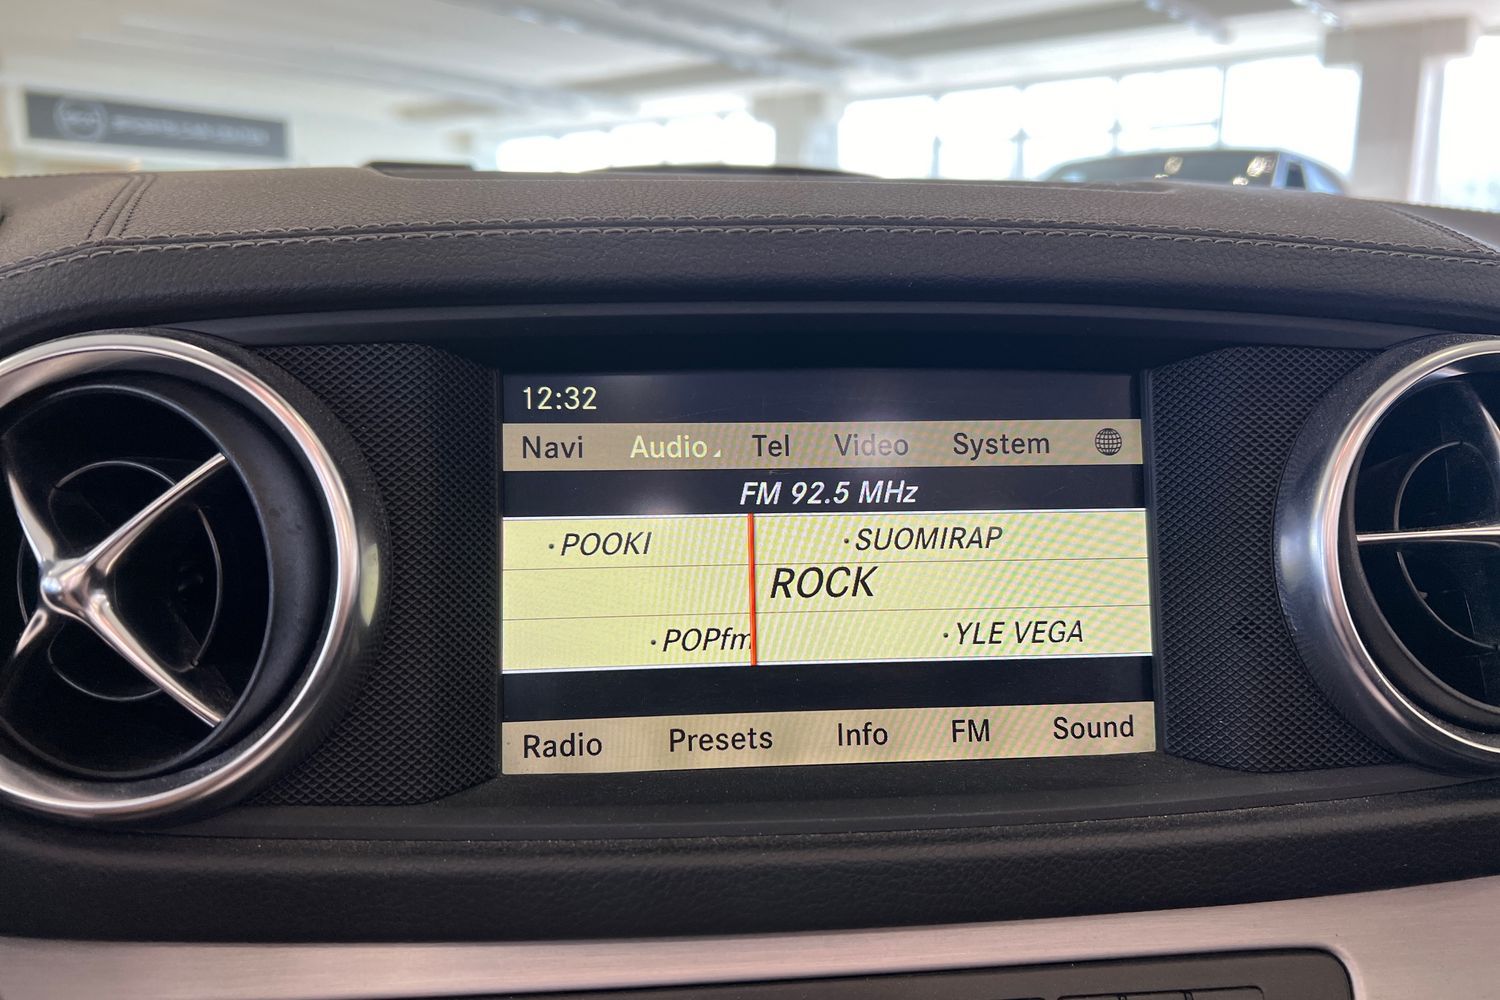 12:32
Navi Audio Tel Video System
FM 92.5 MHz
·POOKI ·SUOMIRAP
ROCK
·POPfm ·YLE VEGA
Radio Presets Info FM Sound